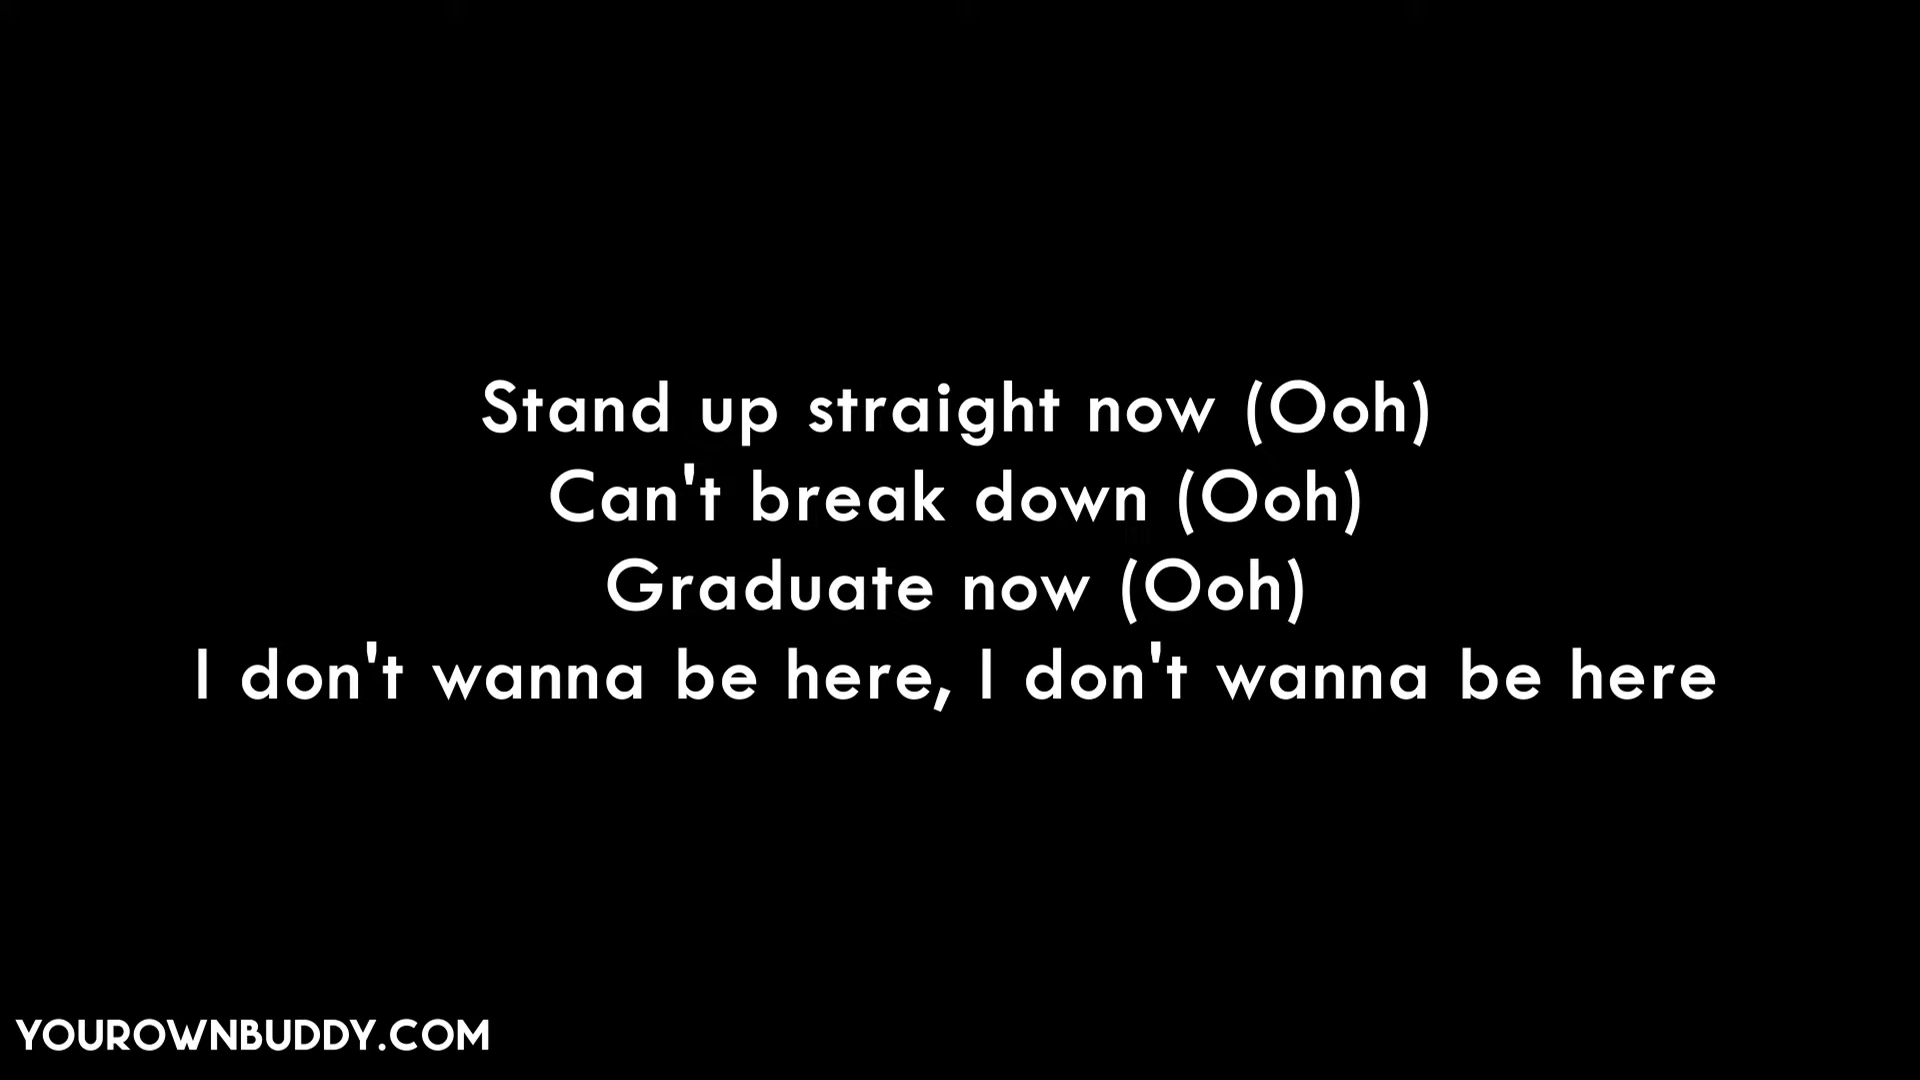 Stand up straight now (Ooh)
Can't break down (Ooh)
Graduate now (Ooh)
I don't wanna be here, I don't wanna be here
YOUROWNBUDDY.COM